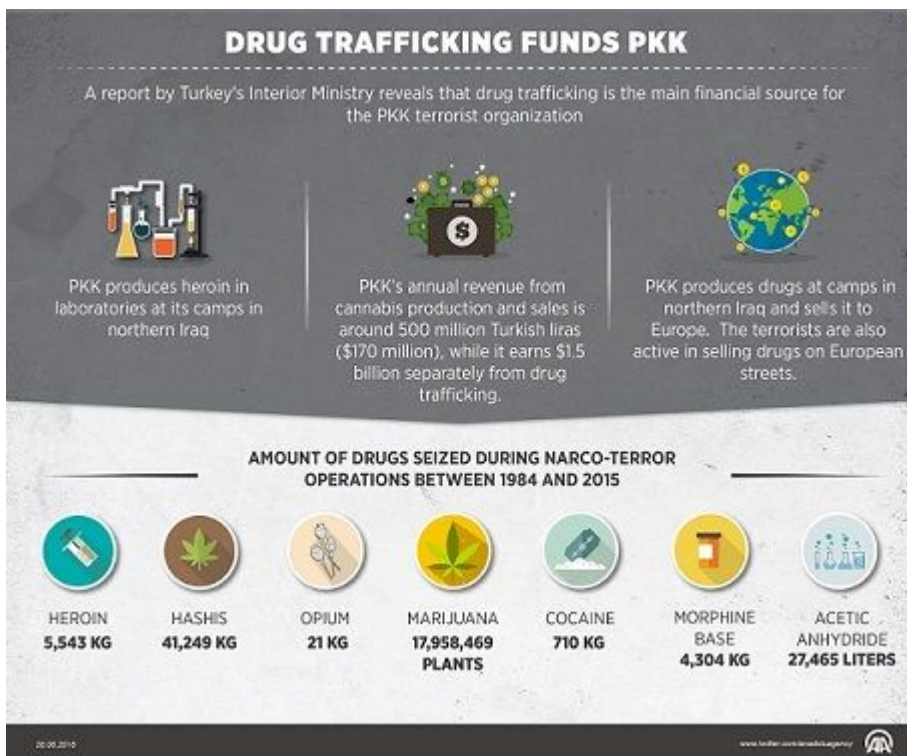 DRUG TRAFFICKING FUNDS PKK
A report by Turkey's Interior Ministry reveals that drug trafficking is the main financial source for
the PKK terrorist organization
PKK produces heroin in
laboratories at its camps in
northern Iraq
$
PKK's annual revenue from
cannabis production and sales is
around 500 million Turkish liras
($170 million), while it earns $1.5
billion separately from drug
trafficking.
PKK produces drugs at camps in
northern Iraq and sells it to
Europe. The terrorists are also
active in selling drugs on European
streets.
AMOUNT OF DRUGS SEIZED DURING NARCO-TERROR
OPERATIONS BETWEEN 1984 AND 2015
HEROIN
5,543 KG
HASHIS
41,249 KG
OPIUM
21 KG
MARIJUANA
17,958,469
PLANTS
COCAINE
710 KG
MORPHINE
BASE
4,304 KG
ACETIC
ANHYDRIDE
27,465 LITERS
AA